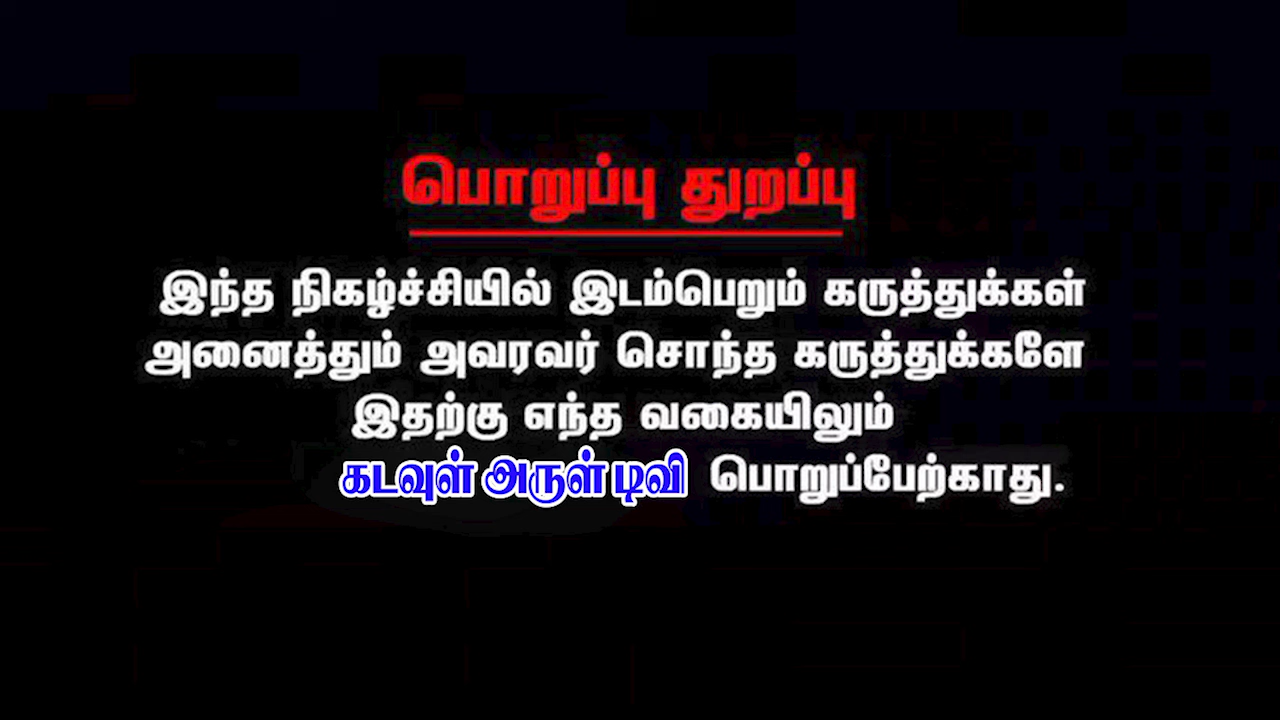 பொறுப்பு துறப்பு
இந்த நிகழ்ச்சியில் இடம்பெறும் கருத்துக்கள்
அனைத்தும் அவரவர் சொந்த கருத்துக்களே
இதற்கு எந்த வகையிலும்
கடவுள் அருள் டிவி பொறுப்பேற்காது.